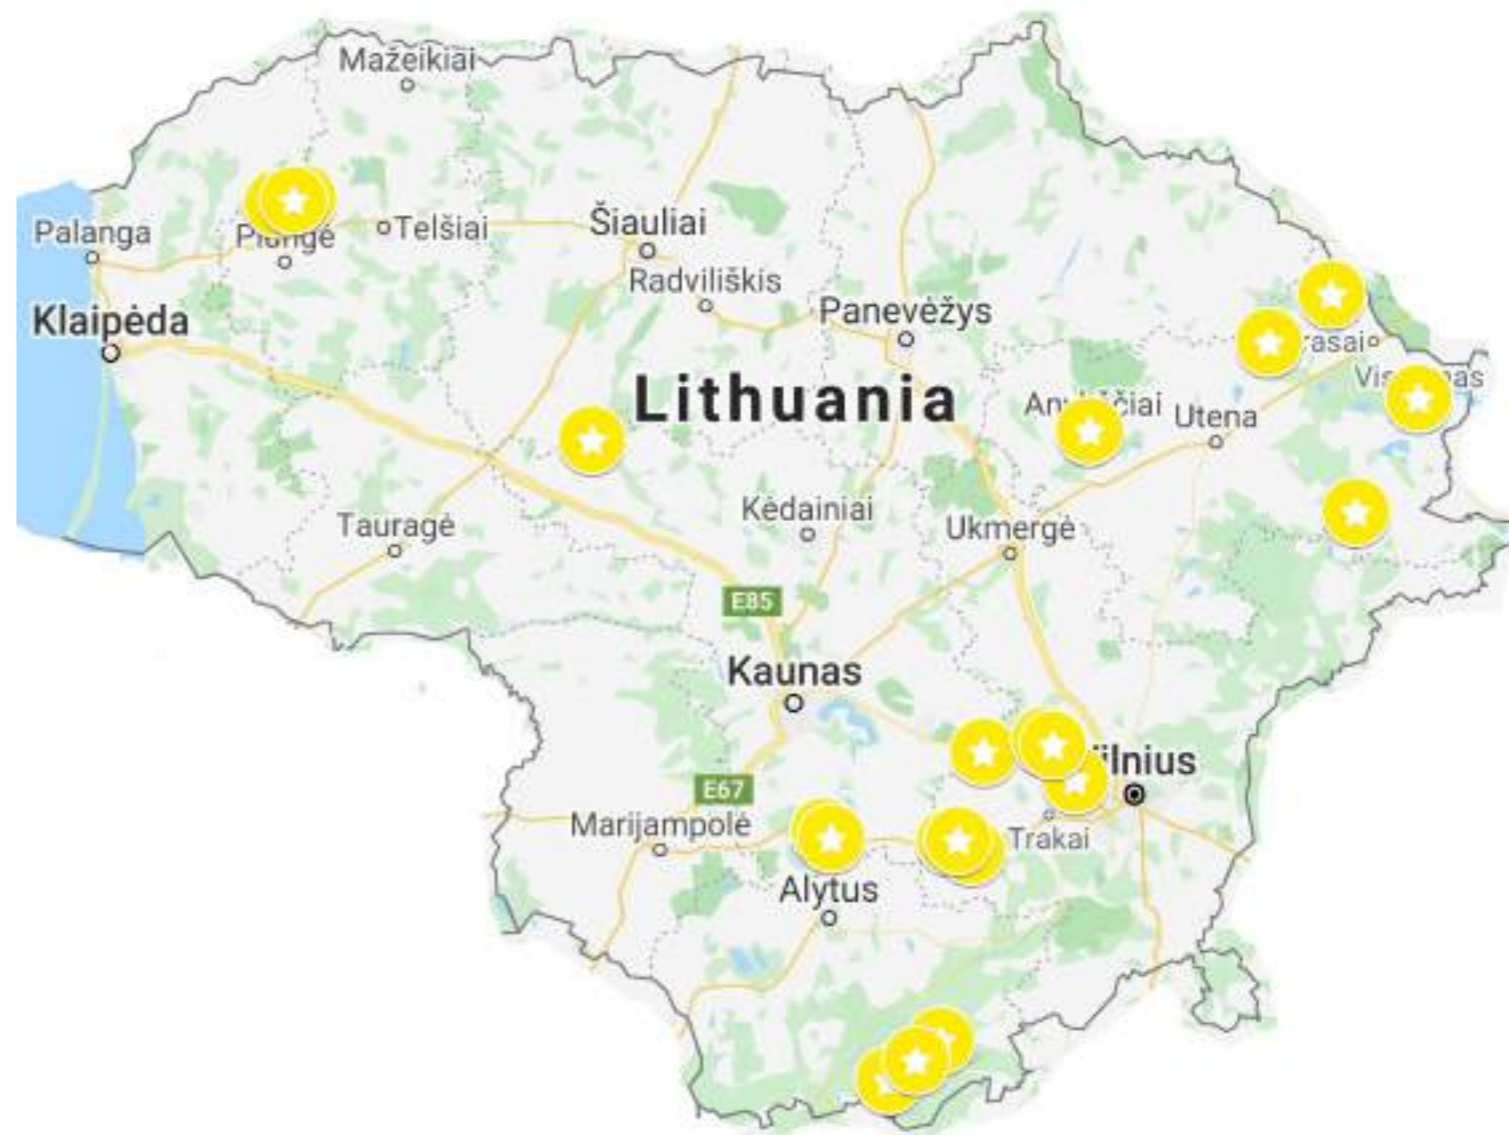 Mažeikiai
Palanga
Telšiai
Šiauliai
Radviliškis
Klaipėda
Panevėžys
Lithuania
Utena
Tauragė
Kėdainiai
Ukmergė
E85
Kaunas
E67
Marijampolė
Trakai
Alytus